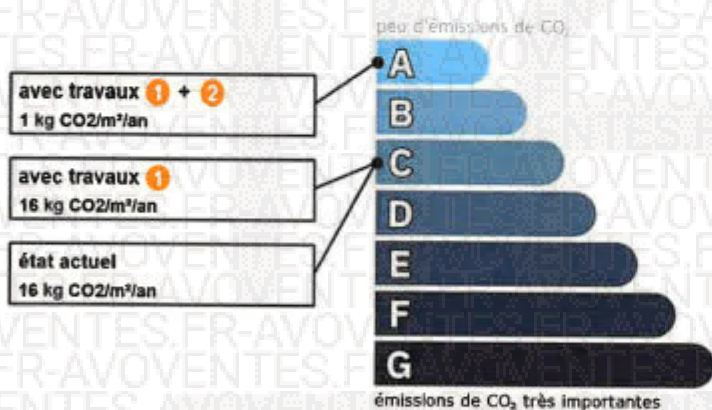 peu d'émissions de CO₂
A
avec travaux 1 + 2
1 kg CO2/m²/an
B
avec travaux 1
16 kg CO2/m²/an
C
D
état actuel
16 kg CO2/m²/an
E
F
G
émissions de CO₂ très importantes